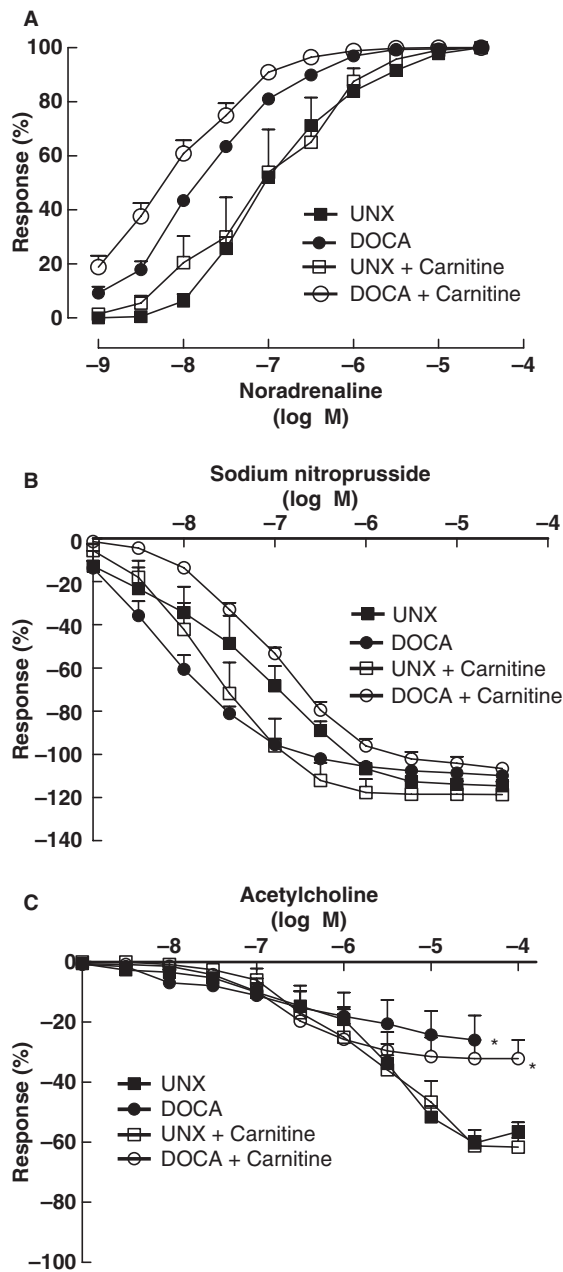 A
100
80
60
40
20
0
Response (%)
UNX
DOCA
UNX + Carnitine
DOCA + Carnitine
−9 −8 −7 −6 −5 −4
Noradrenaline
(log M)
B
Sodium nitroprusside
(log M)
−8 −7 −6 −5 −4
0
−20
−40
−60
−80
−100
−120
−140
Response (%)
UNX
DOCA
UNX + Carnitine
DOCA + Carnitine
C
Acetylcholine
(log M)
−8 −7 −6 −5 −4
0
−20
−40
−60
−80
−100
Response (%)
*
*
UNX
DOCA
UNX + Carnitine
DOCA + Carnitine